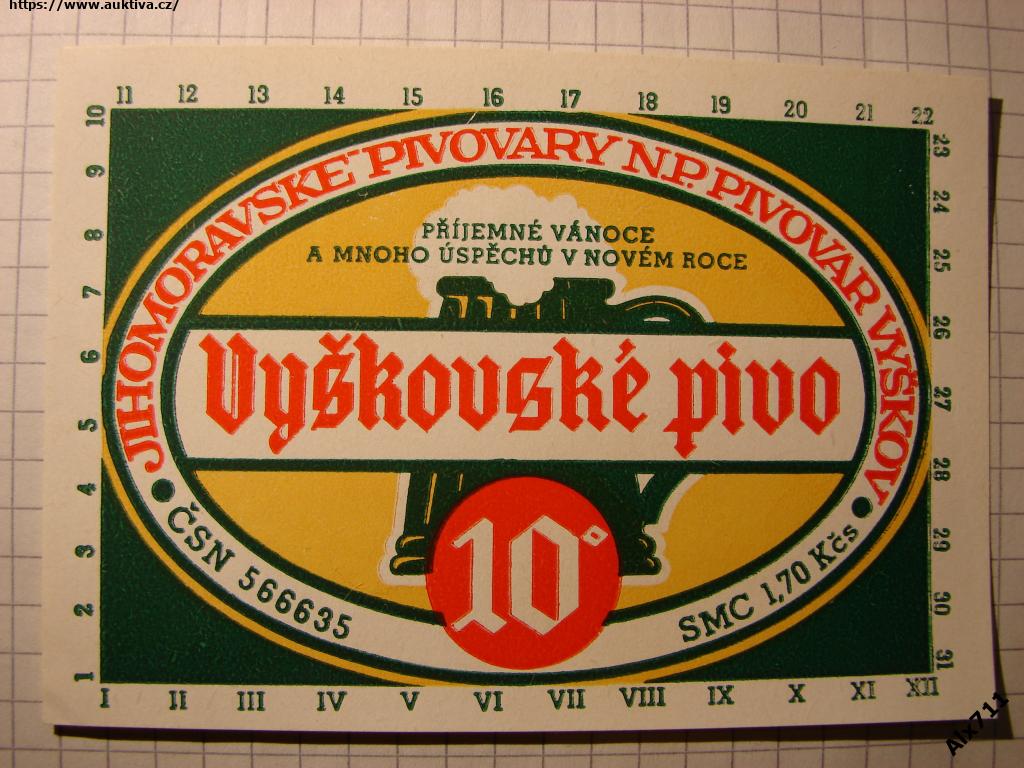 https://www.auktiva.cz/
11 12 13 14 15 16 17 18 19 20 21 22
10 9 8 7 6 5 4 3 2 1
23 24 25 26 27 28 29 30 31
JIHOMORAVSKÉ PIVOVARY N.P. PIVOVAR VYŠKOV
PŘÍJEMNÉ VÁNOCE
A MNOHO ÚSPĚCHŮ V NOVÉM ROCE
Vyškovské pivo
10°
ČSN 566635
SMC 1,70 Kčs
I II III IV V VI VII VIII IX X XI XII
Alx711